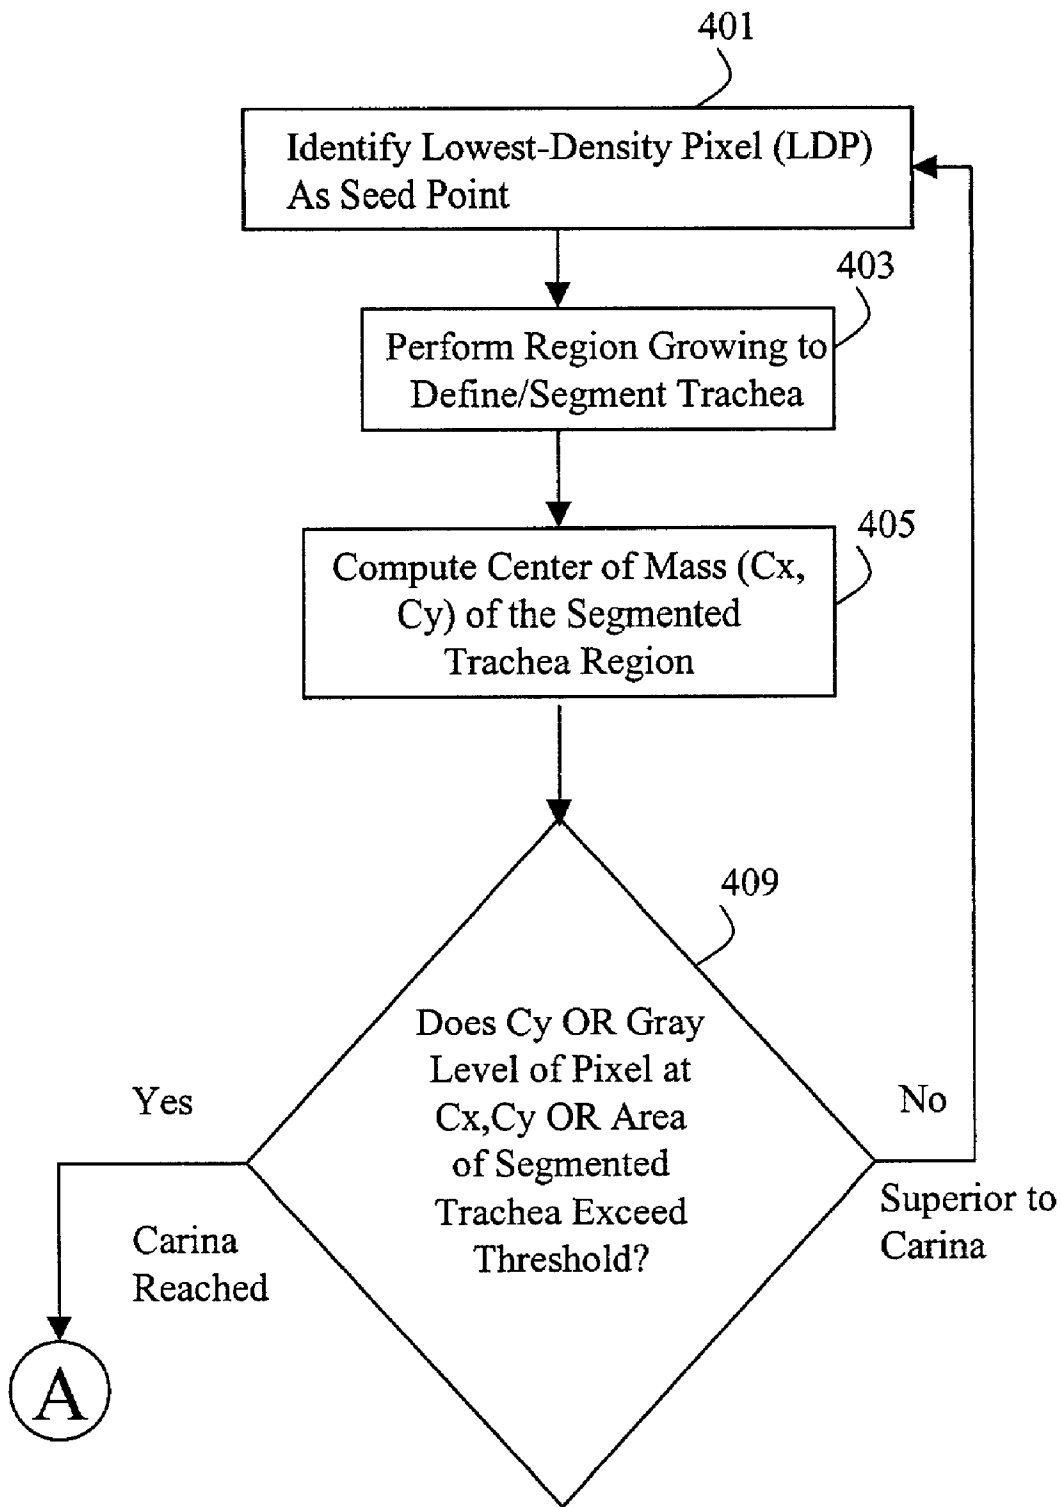 401
Identify Lowest-Density Pixel (LDP)
As Seed Point
403
Perform Region Growing to
Define/Segment Trachea
405
Compute Center of Mass (Cx,
Cy) of the Segmented
Trachea Region
409
Does Cy OR Gray
Level of Pixel at
Cx,Cy OR Area
of Segmented
Trachea Exceed
Threshold?
Yes
Carina
Reached
No
Superior to
Carina
A